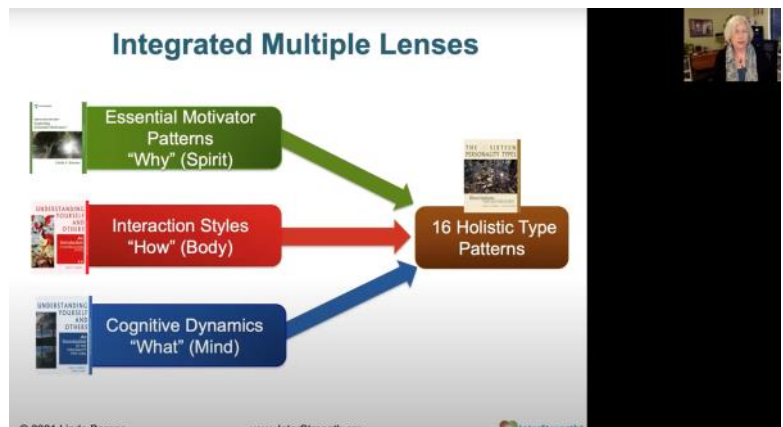 Integrated Multiple Lenses
Essential Motivator
Patterns
"Why" (Spirit)
THE SIXTEEN
PERSONALITY TYPES
UNDERSTANDING
YOURSELF
AND
OTHERS
Interaction Styles
"How" (Body)
16 Holistic Type
Patterns
UNDERSTANDING
YOURSELF
AND
OTHERS
Cognitive Dynamics
"What" (Mind)